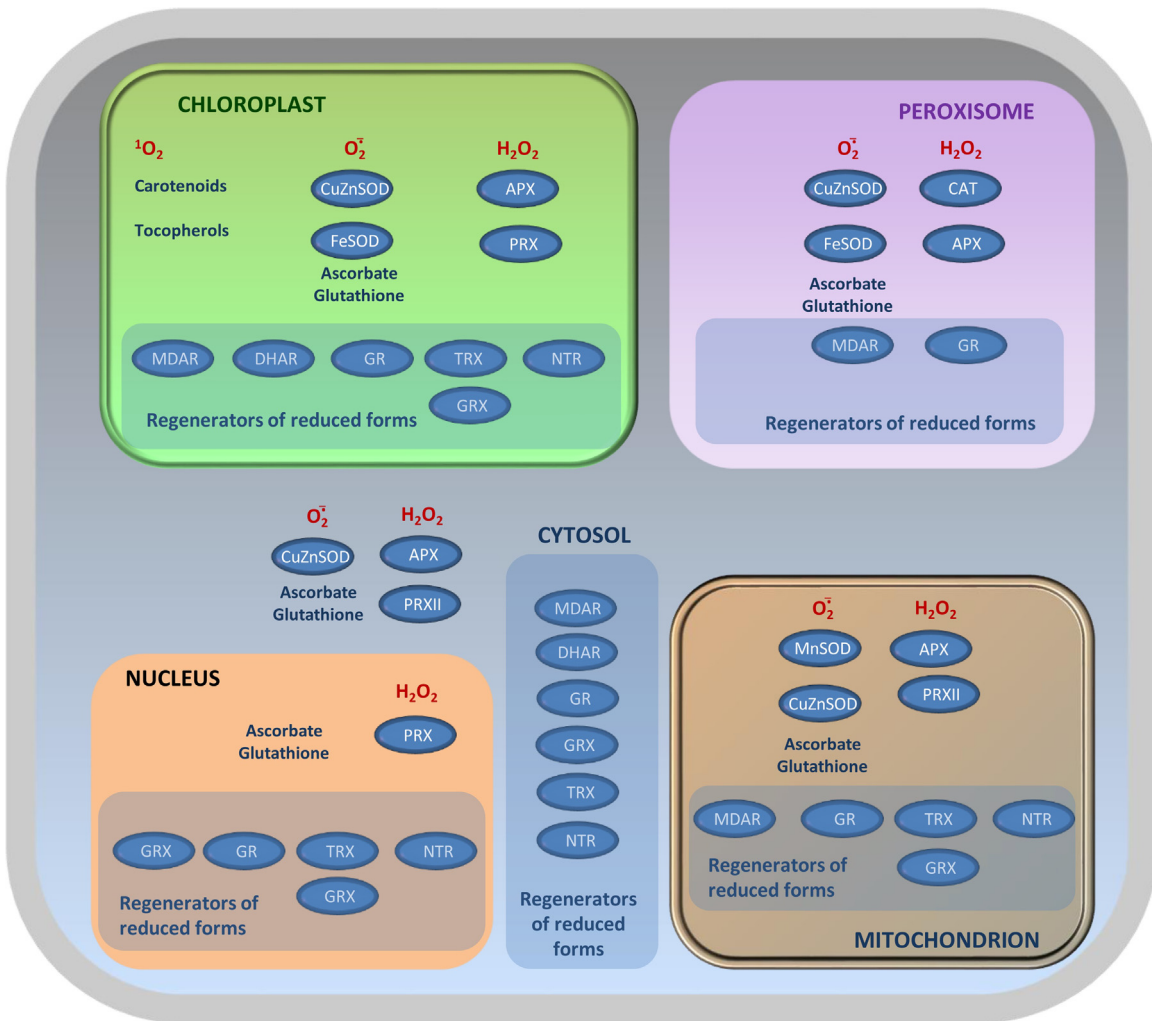 CHLOROPLAST
¹O₂
O₂•̄
H₂O₂
Carotenoids
CuZnSOD
APX
Tocopherols
FeSOD
PRX
Ascorbate
Glutathione
MDAR
DHAR
GR
TRX
NTR
GRX
Regenerators of reduced forms
PEROXISOME
O₂•̄
H₂O₂
CuZnSOD
CAT
FeSOD
APX
Ascorbate
Glutathione
MDAR
GR
Regenerators of reduced forms
O₂•̄
H₂O₂
CuZnSOD
APX
Ascorbate
Glutathione
PRXII
CYTOSOL
MDAR
DHAR
GR
GRX
TRX
NTR
Regenerators
of reduced
forms
NUCLEUS
H₂O₂
Ascorbate
Glutathione
PRX
GRX
GR
TRX
NTR
GRX
Regenerators of
reduced forms
O₂•̄
H₂O₂
MnSOD
APX
CuZnSOD
PRXII
Ascorbate
Glutathione
MDAR
GR
TRX
NTR
GRX
Regenerators of
reduced forms
MITOCHONDRION